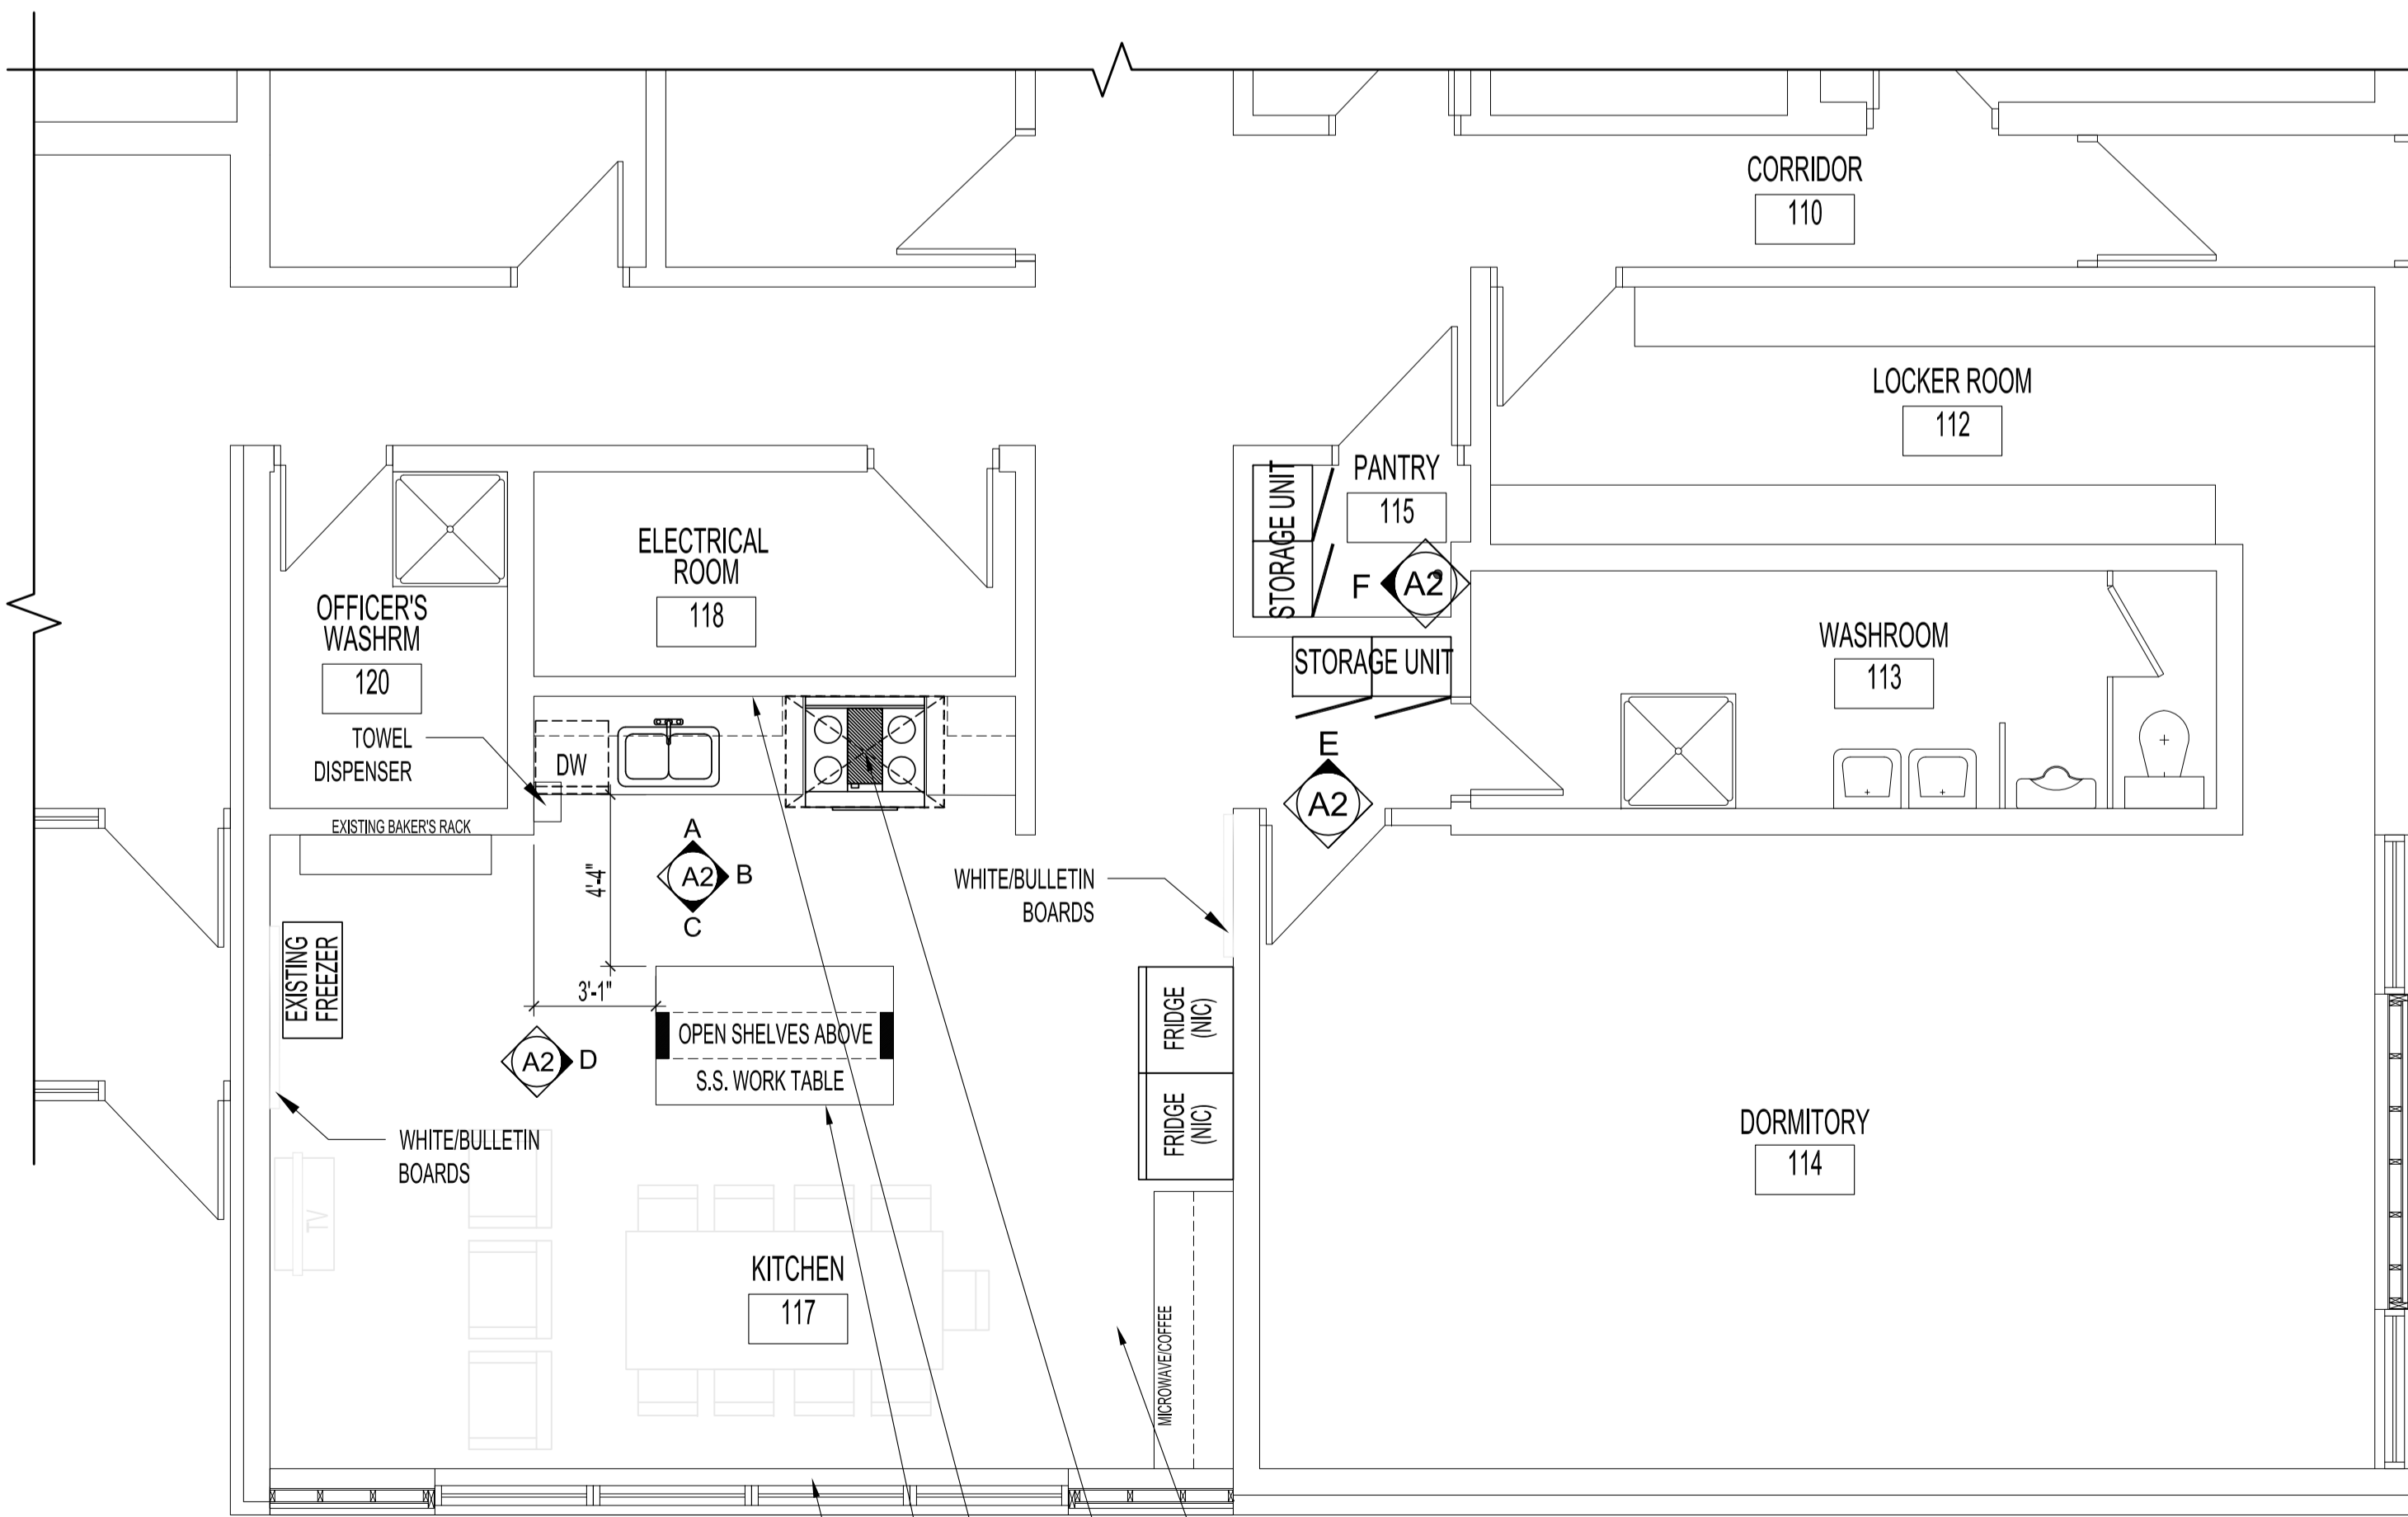 CORRIDOR
110
LOCKER ROOM
112
PANTRY
115
STORAGE UNIT
F
A2
STORAGE UNIT
E
A2
WASHROOM
113
ELECTRICAL
ROOM
118
OFFICER'S
WASHRM
120
TOWEL
DISPENSER
DW
EXISTING BAKER'S RACK
A
A2
B
C
4'-4"
3'-1"
WHITE/BULLETIN
BOARDS
EXISTING
FREEZER
OPEN SHELVES ABOVE
S.S. WORK TABLE
A2
D
FRIDGE
(NIC)
FRIDGE
(NIC)
WHITE/BULLETIN
BOARDS
TV
KITCHEN
117
MICROWAVE/COFFEE
DORMITORY
114